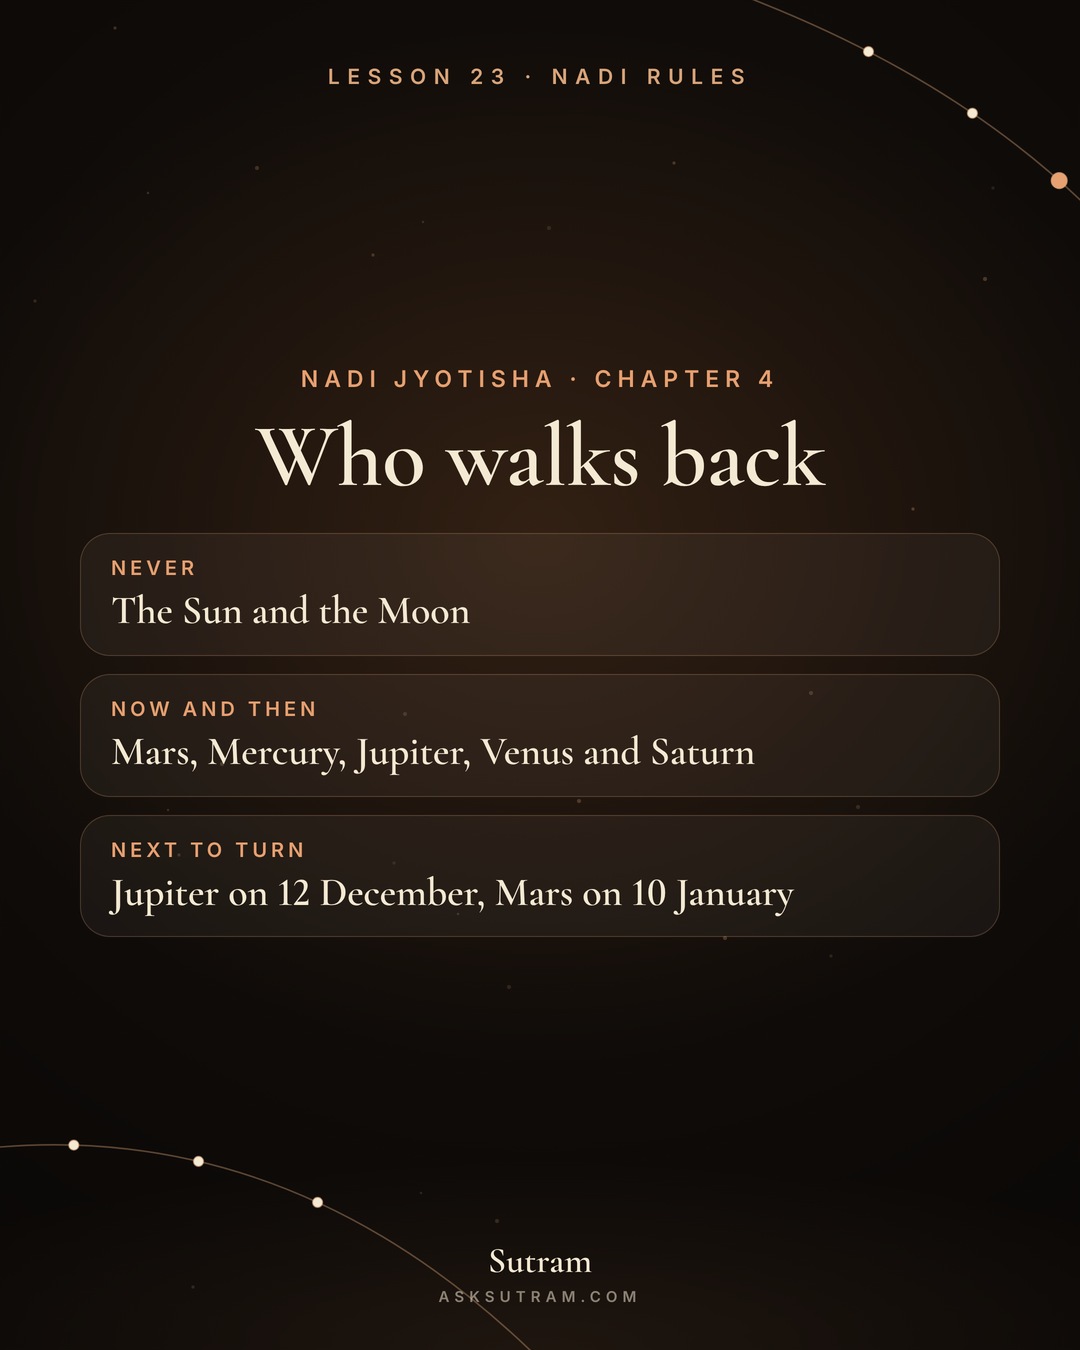 LESSON 23 · NADI RULES
NADI JYOTISHA · CHAPTER 4
Who walks back
NEVER
The Sun and the Moon
NOW AND THEN
Mars, Mercury, Jupiter, Venus and Saturn
NEXT TO TURN
Jupiter on 12 December, Mars on 10 January
Sutram
ASKSUTRAM.COM